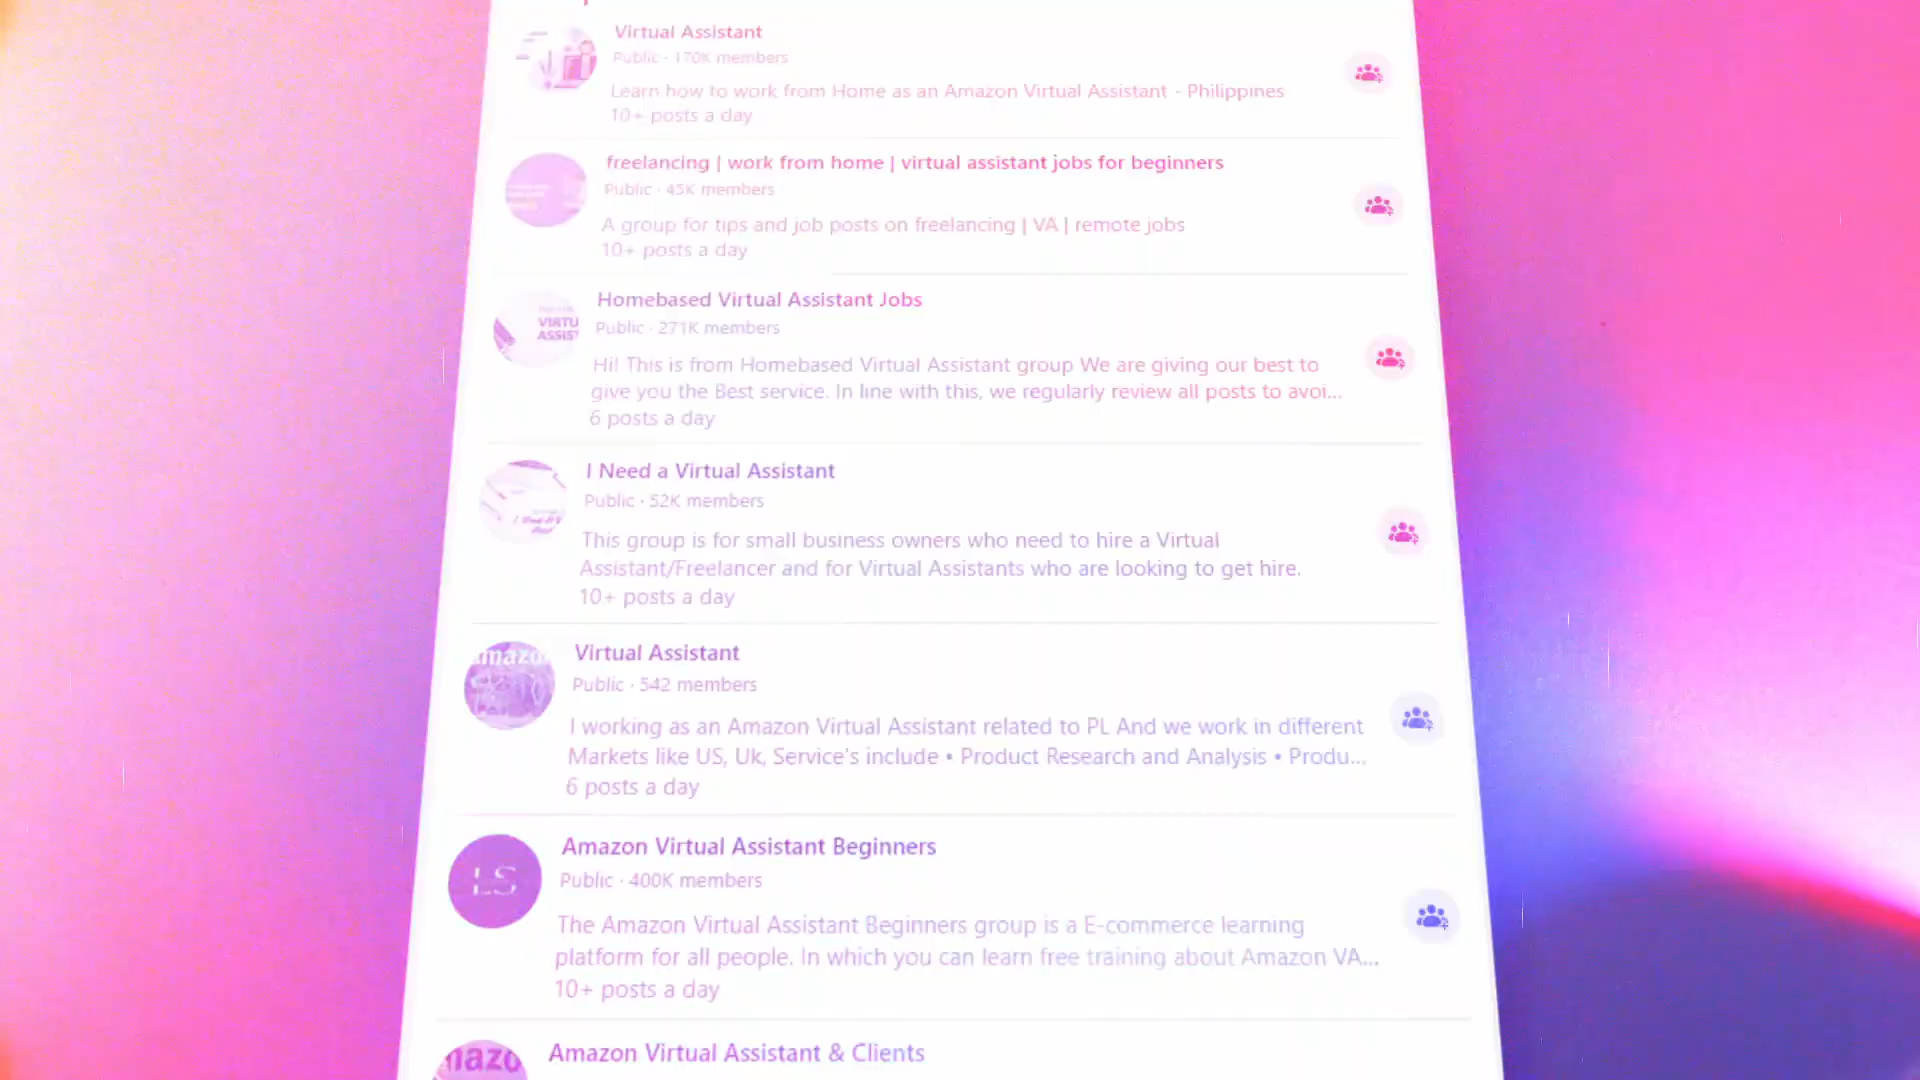 Virtual Assistant
Public · 170K members
Learn how to work from Home as an Amazon Virtual Assistant - Philippines
10+ posts a day
freelancing | work from home | virtual assistant jobs for beginners
Public · 45K members
A group for tips and job posts on freelancing | VA | remote jobs
10+ posts a day
Homebased Virtual Assistant Jobs
Public · 271K members
VIRTU
ASSIST
Hi! This is from Homebased Virtual Assistant group We are giving our best to
give you the Best service. In line with this, we regularly review all posts to avoi...
6 posts a day
I Need a Virtual Assistant
Public · 52K members
This group is for small business owners who need to hire a Virtual
Assistant/Freelancer and for Virtual Assistants who are looking to get hire.
10+ posts a day
Virtual Assistant
Public · 542 members
I working as an Amazon Virtual Assistant related to PL And we work in different
Markets like US, Uk, Service's include • Product Research and Analysis • Produ...
6 posts a day
Amazon Virtual Assistant Beginners
LS
Public · 400K members
The Amazon Virtual Assistant Beginners group is a E-commerce learning
platform for all people. In which you can learn free training about Amazon VA...
10+ posts a day
Amazon Virtual Assistant & Clients